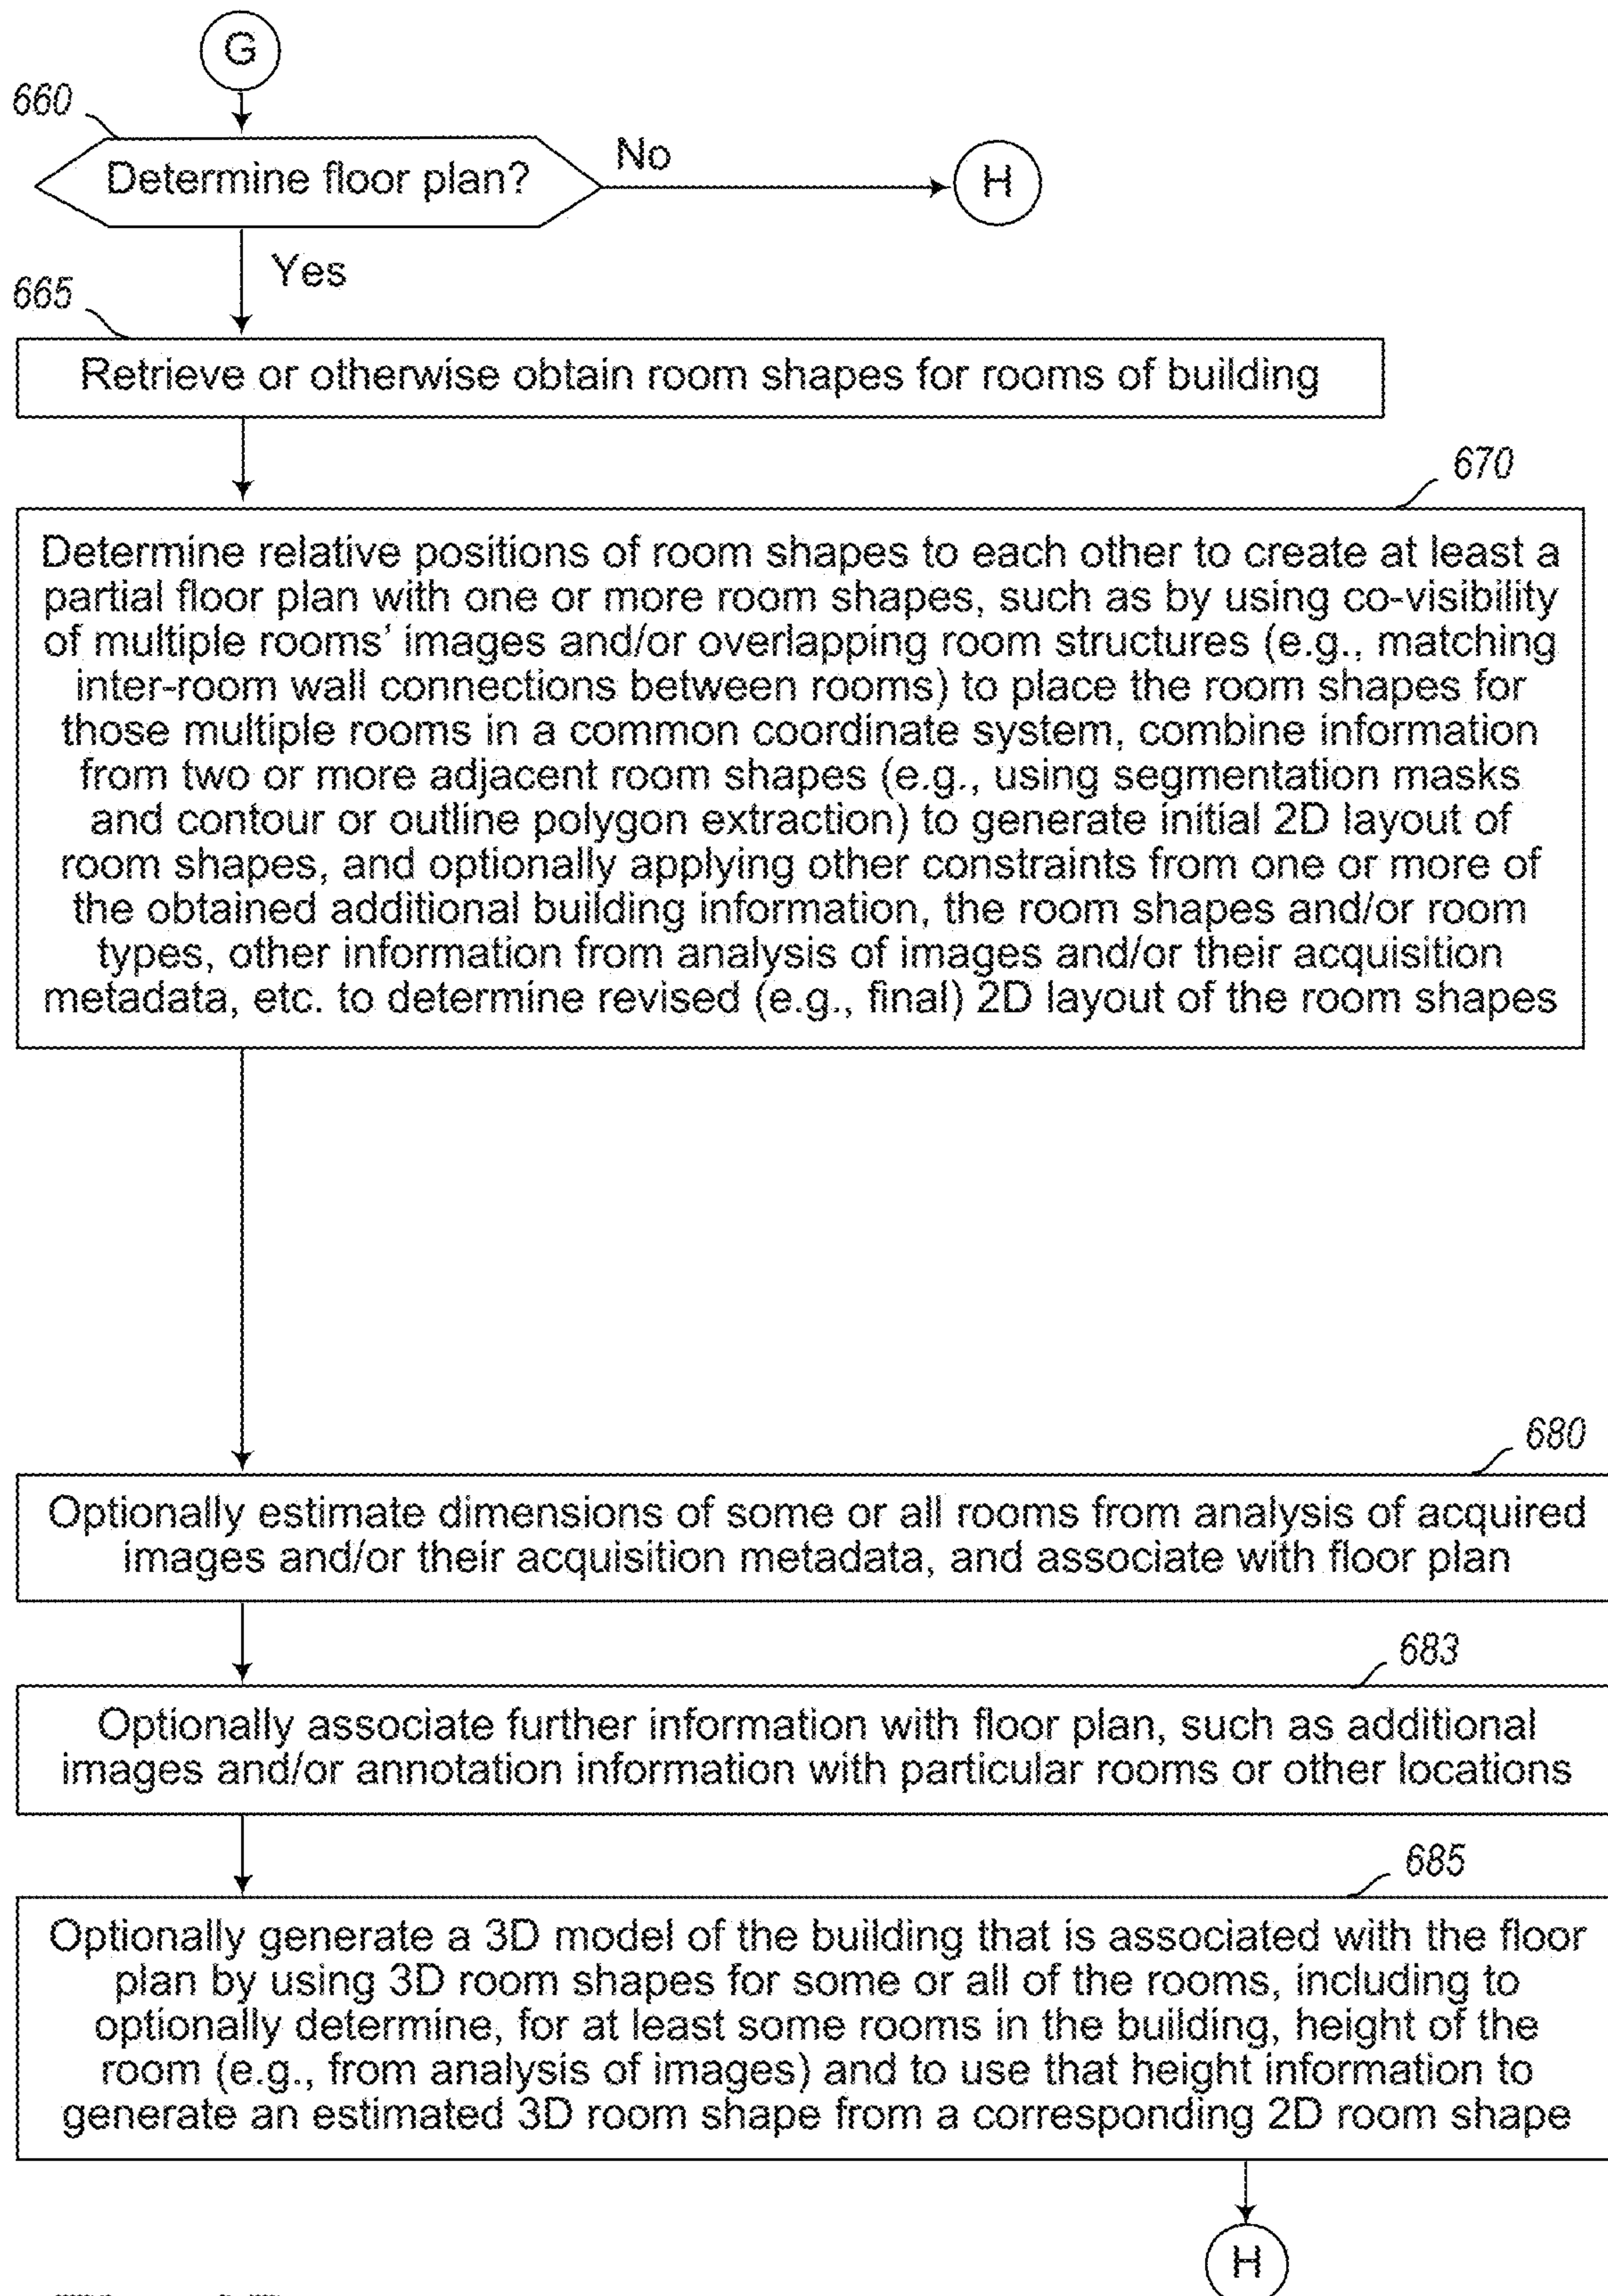 G
660
Determine floor plan?
No
H
Yes
665
Retrieve or otherwise obtain room shapes for rooms of building
670
Determine relative positions of room shapes to each other to create at least a
partial floor plan with one or more room shapes, such as by using co-visibility
of multiple rooms' images and/or overlapping room structures (e.g., matching
inter-room wall connections between rooms) to place the room shapes for
those multiple rooms in a common coordinate system, combine information
from two or more adjacent room shapes (e.g., using segmentation masks
and contour or outline polygon extraction) to generate initial 2D layout of
room shapes, and optionally applying other constraints from one or more of
the obtained additional building information, the room shapes and/or room
types, other information from analysis of images and/or their acquisition
metadata, etc. to determine revised (e.g., final) 2D layout of the room shapes
680
Optionally estimate dimensions of some or all rooms from analysis of acquired
images and/or their acquisition metadata, and associate with floor plan
683
Optionally associate further information with floor plan, such as additional
images and/or annotation information with particular rooms or other locations
685
Optionally generate a 3D model of the building that is associated with the floor
plan by using 3D room shapes for some or all of the rooms, including to
optionally determine, for at least some rooms in the building, height of the
room (e.g., from analysis of images) and to use that height information to
generate an estimated 3D room shape from a corresponding 2D room shape
H